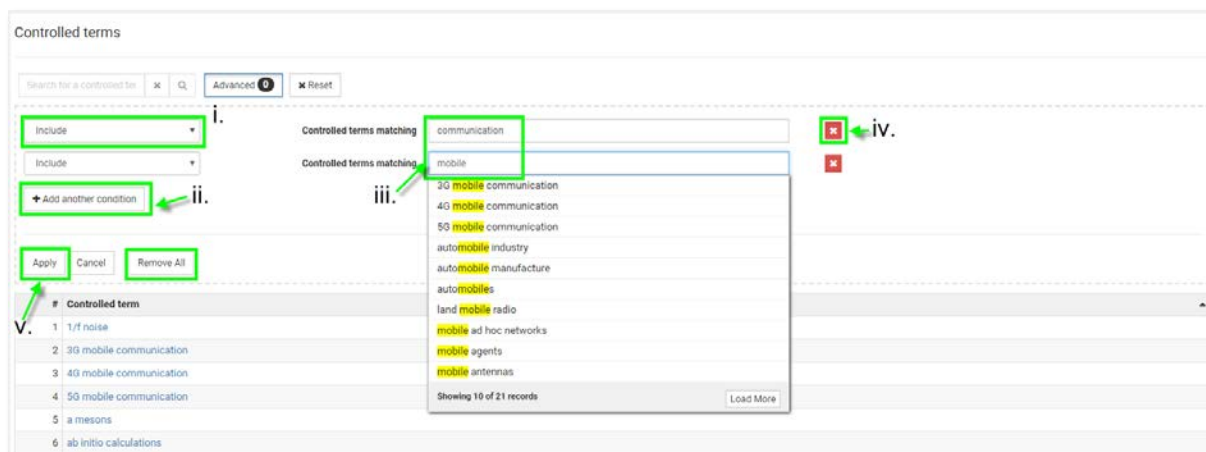 Controlled terms
Search for a controlled ter Advanced 0 Reset
i.
Include Controlled terms matching communication iv.
Include Controlled terms matching mobile
Add another condition ii. iii.
3G mobile communication
4G mobile communication
5G mobile communication
automobile industry
automobile manufacture
automobiles
land mobile radio
mobile ad hoc networks
mobile agents
mobile antennas
Showing 10 of 21 records Load More
Apply Cancel Remove All
# Controlled term
v.
1 1/f noise
2 3G mobile communication
3 4G mobile communication
4 5G mobile communication
5 a mesons
6 ab initio calculations